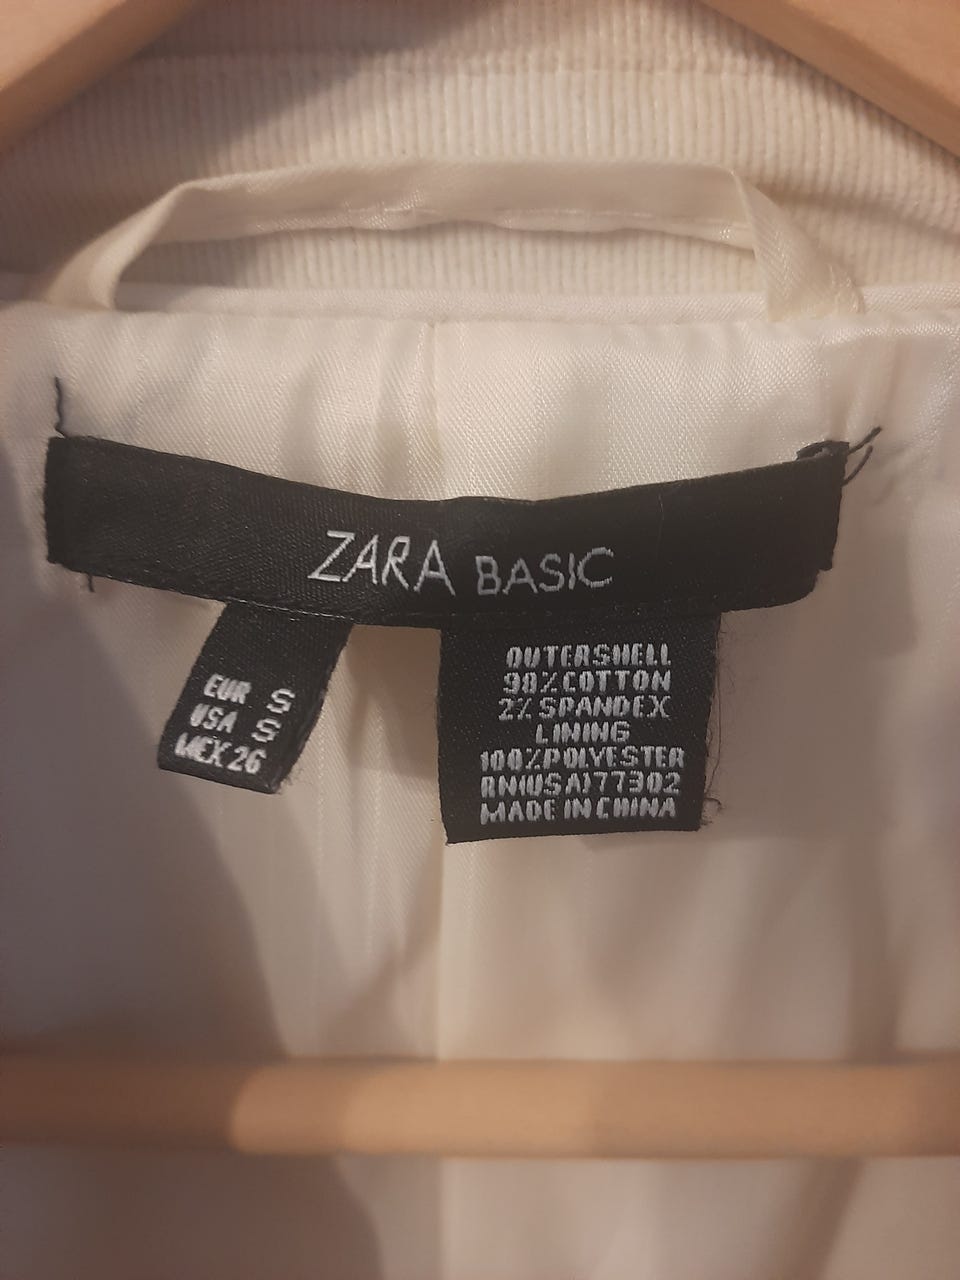 ZARA BASIC
EUR S
USA S
MEX 26
OUTERSHELL
98%COTTON
2% SPANDEX
LINING
100%POLYESTER
RN(USA)77302
MADE IN CHINA